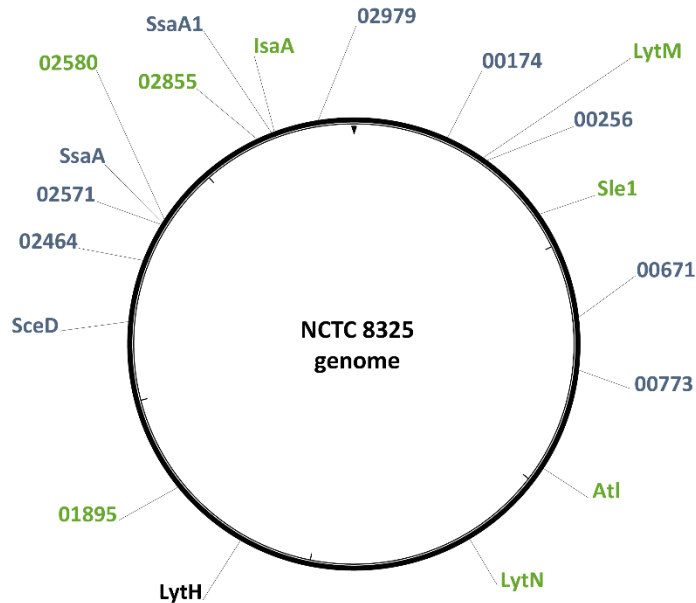 02979
SsaA1
IsaA
02580
02855
00174
LytM
00256
SsaA
02571
Sle1
02464
00671
SceD
NCTC 8325
genome
00773
Atl
01895
LytN
LytH